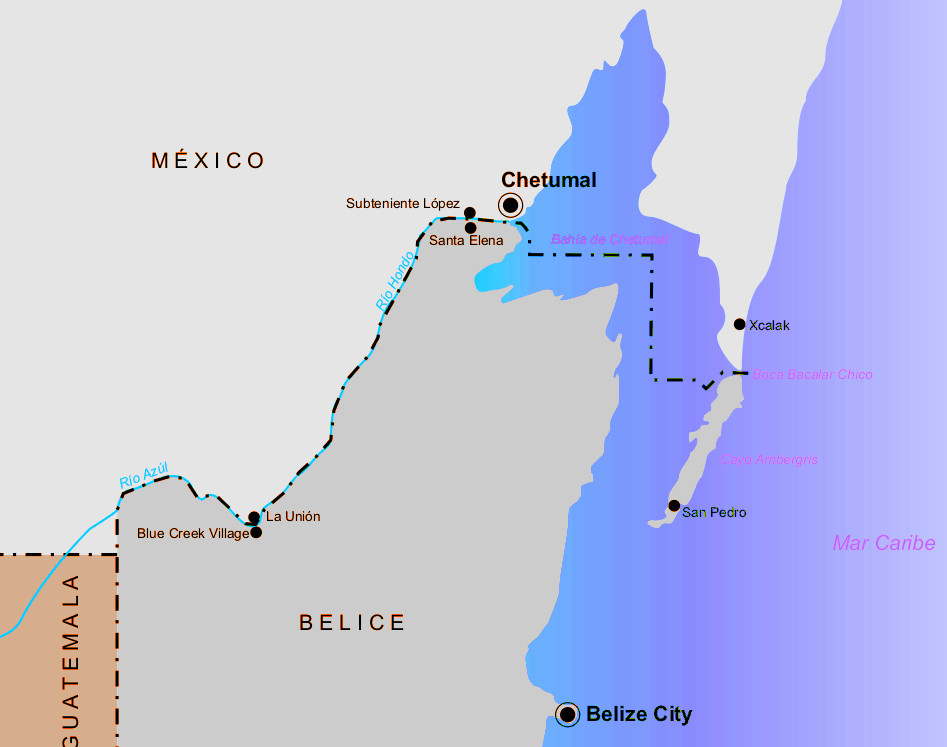 MÉXICO
Chetumal
Subteniente López
Santa Elena
Bahía de Chetumal
Río Hondo
Xcalak
Boca Bacalar Chico
Cayo Ambergris
Río Azúl
La Unión
San Pedro
Blue Creek Village
Mar Caribe
BELICE
GUATEMALA
Belize City